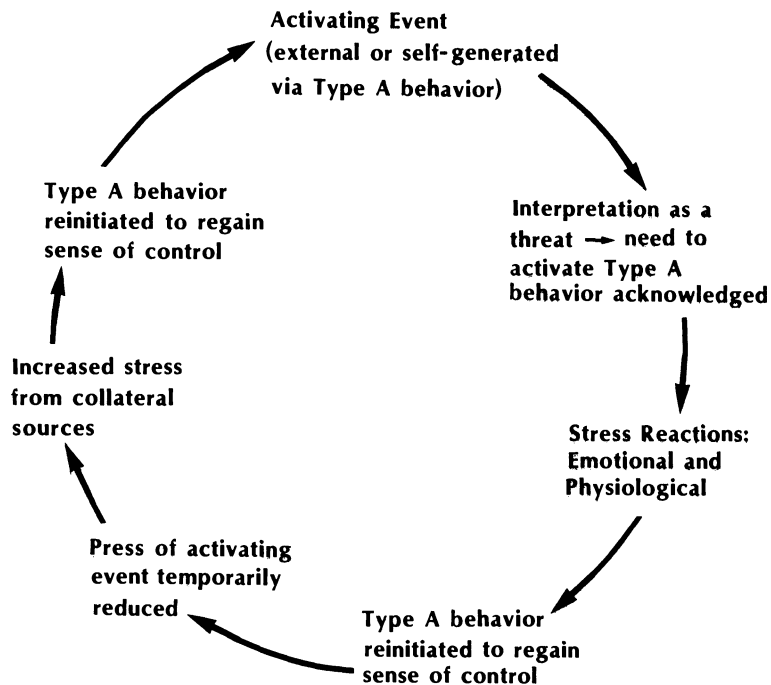 Activating Event
(external or self-generated
via Type A behavior)
Interpretation as a
threat → need to
activate Type A
behavior acknowledged
Stress Reactions:
Emotional and
Physiological
Type A behavior
reinitiated to regain
sense of control
Press of activating
event temporarily
reduced
Increased stress
from collateral
sources
Type A behavior
reinitiated to regain
sense of control